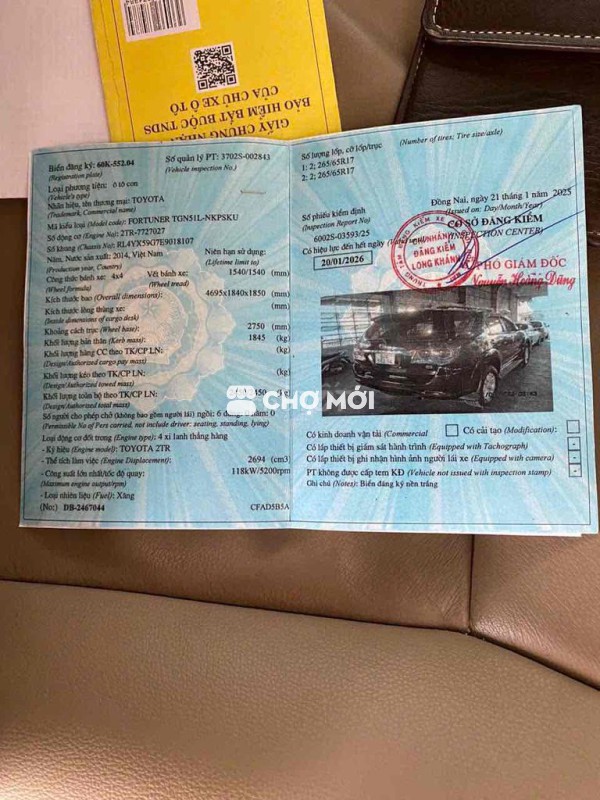 GIẤY CHỨNG NHẬN
BẢO HIỂM BẮT BUỘC TNDS
CỦA CHỦ XE Ô TÔ
Biển đăng ký: 60K-552.04
(Registration plate)
Số quản lý PT: 3702S-002843
(Vehicle inspection No.)
Loại phương tiện: ô tô con
(Vehicle's type)
Nhãn hiệu, tên thương mại: TOYOTA
(Trademark, Commercial name)
Mã kiểu loại (Model code): FORTUNER TGN51L-NKPSKU
Số động cơ (Engine No): 2TR-7727027
Số khung (Chassis No): RL4YX59G7E9018107
Năm, Nước sản xuất: 2014, Việt Nam
(Production year, Country)
Niên hạn sử dụng:
(Lifetime limit to)
Công thức bánh xe: 4x4
(Wheel formula)
Vết bánh xe: 1540/1540 (mm)
(Wheel tread)
Kích thước bao (Overall dimensions): 4695x1840x1850 (mm)
Kích thước lòng thùng xe: (mm)
(Inside dimensions of cargo desk)
Khoảng cách trục (Wheel base): 2750 (mm)
Khối lượng bản thân (Kerb mass): 1845 (kg)
Khối lượng hàng CC theo TK/CP LN: (kg)
(Design/Authorized cargo pay mass)
Khối lượng kéo theo TK/CP LN: (kg)
(Design/Authorized towed mass)
Khối lượng toàn bộ theo TK/CP LN: 450 (kg)
(Design/Authorized total mass)
Số người cho phép chở (không bao gồm người lái) ngồi: 6 đứng: 0 nằm: 0
(Permissible No of Pers carried, not include driver: seating, standing, lying)
Loại động cơ đốt trong (Engine type): 4 xi lanh thẳng hàng
- Ký hiệu (Engine model): TOYOTA 2TR
- Thể tích làm việc (Engine Displacement): 2694 (cm3)
- Công suất lớn nhất/tốc độ quay: 118kW/5200rpm
(Maximum engine output/rpm)
- Loại nhiên liệu (Fuel): Xăng
(No:) DB-2467044
CFAD5B5A
Số lượng lốp, cỡ lốp/trục
(Number of tires; Tire size/axle)
1: 2; 265/65R17
2: 2; 265/65R17
Đồng Nai, ngày 21 tháng 1 năm 2025
(Issued on: Day/Month/Year)
Số phiếu kiểm định
(Inspection Report No)
6002S-03593/25
CƠ SỞ ĐĂNG KIỂM
(INSPECTION CENTER)
Có hiệu lực đến hết ngày
20/01/2026
CHI NHÁNH
ĐĂNG KIỂM
LONG KHÁNH
PHÓ GIÁM ĐỐC
Nguyễn Hoàng Dũng
CHỢ MỚI
Có kinh doanh vận tải (Commercial
Có cải tạo (Modification):
Có lắp thiết bị giám sát hành trình (Equipped with Tachograph)
Có lắp thiết bị ghi nhận hình ảnh người lái xe (Equipped with camera)
PT không được cấp tem KĐ (Vehicle not issued with inspection stamp)
Ghi chú (Notes): Biển đăng ký nền trắng